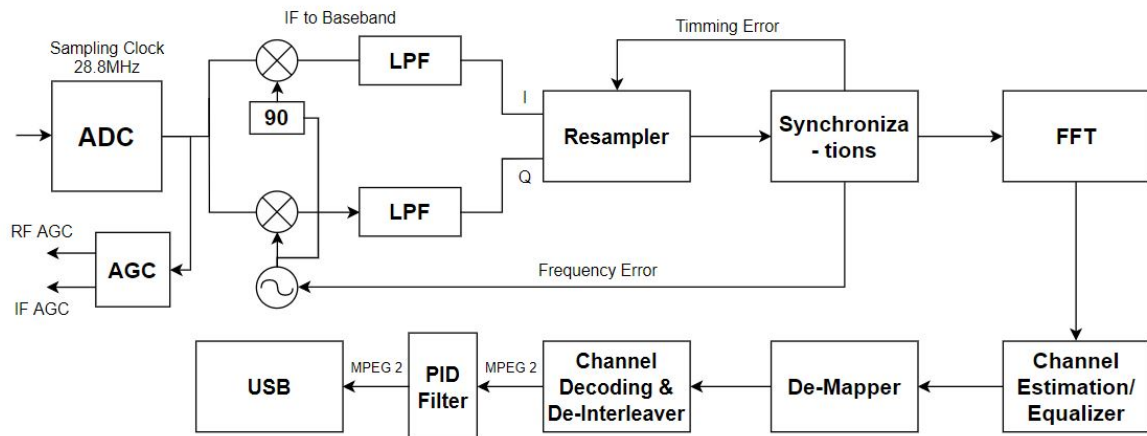 IF to Baseband
Sampling Clock
28.8MHz
ADC
90
LPF
LPF
I
Q
Timming Error
Resampler
Synchroniza
- tions
FFT
RF AGC
AGC
IF AGC
Frequency Error
USB
MPEG 2
PID
Filter
MPEG 2
Channel
Decoding &
De-Interleaver
De-Mapper
Channel
Estimation/
Equalizer